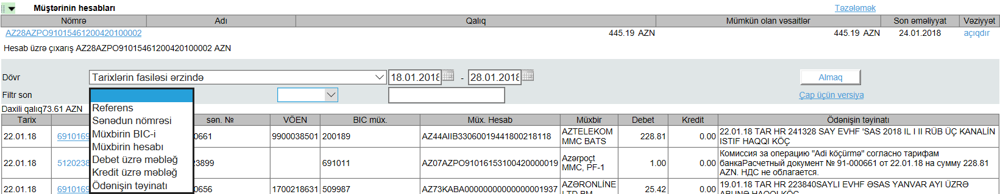 Müştərinin hesabları Təzələmək
Nömrə Adı Qalıq Mümkün olan vəsaitlər Son əməliyyat Vəziyyət
AZ28AZPO91015461200420100002 445.19 AZN 445.19 AZN 24.01.2018 açıqdır
Hesab üzrə çıxarış AZ28AZPO91015461200420100002 AZN
Dövr Tarixlərin fasiləsi ərzində 18.01.2018 - 28.01.2018 Almaq
Filtr son Çap üçün versiya
Daxili qalıq73.61 AZN
Referens
Sənədun nömrəsi
Müxbirin BIC-i
Müxbirin hesabı
Debet üzrə məbləğ
Kredit üzrə məbləğ
Ödənişin təyinatı
Tarix sən. № VÖEN BIC müx. Müx. Hesab Müxbir Debet Kredit Ödənişin təyinatı
22.01.18 6910169 0661 9900038501 200189 AZ44AIIB33060019441800218118 AZTELEKOM MMC BATS 228.81 0.00 22.01.18 TAR HR 241328 SAY EVHF 'SAS 2018 IL I II RÜB ÜÇ KANALİN
ISTIF HAQQI KÖÇ
22.01.18 5120238 23899 691011 AZ07AZPO91016153100420000019 Azərpoçt MMC, PF-1 1.00 0.00 Комиссия за операцию "Adi köçürmə" согласно тарифам
банкаРасчетный документ № 91-000661 от 22.01.18 на сумму 228.81
AZN. НДС не облагается.
22.01.18 6910169 0656 1700218631 509987 AZ73KABA00000000000000001937 AZƏRONLİNE LTD BM 25.42 0.00 19.01.18 TAR HR 223840SAYLI EVHF ƏSAS YANVAR AYI ÜZRƏ
ABUNƏ HAQQI KÖÇ